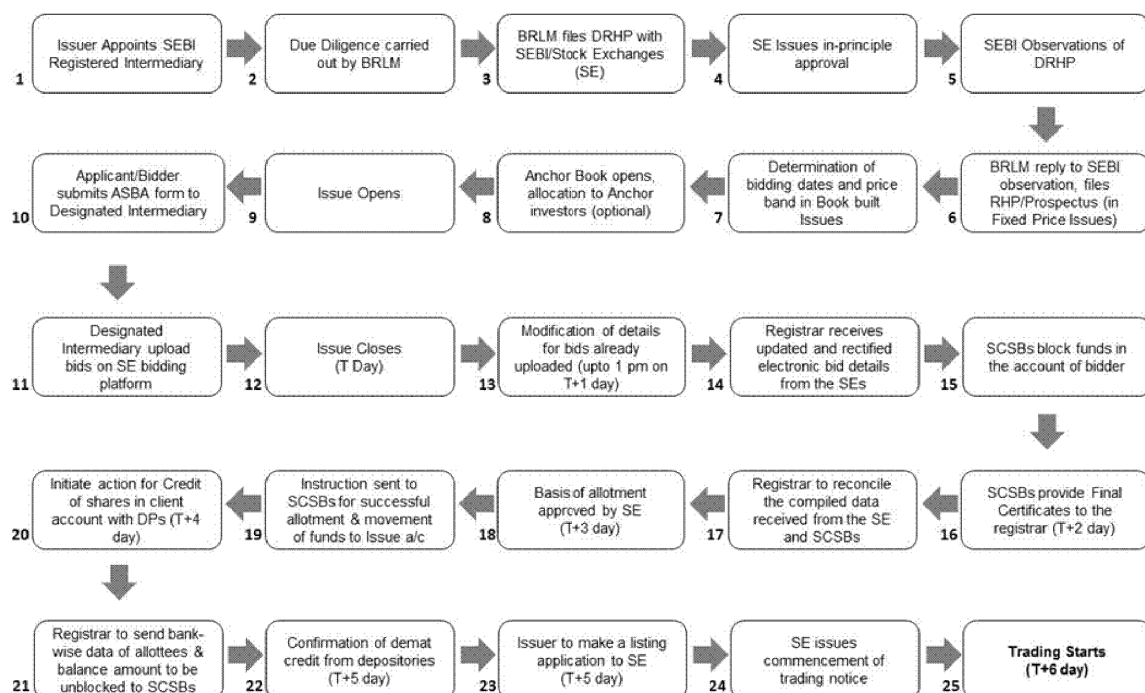 Issuer Appoints SEBI
Registered Intermediary
1
Due Diligence carried
out by BRLM
2
BRLM files DRHP with
SEBI/Stock Exchanges
(SE)
3
SE Issues in-principle
approval
4
SEBI Observations of
DRHP
5
BRLM reply to SEBI
observation, files
RHP/Prospectus (in
Fixed Price Issues)
6
Determination of
bidding dates and price
band in Book built
Issues
7
Anchor Book opens,
allocation to Anchor
investors (optional)
8
Issue Opens
9
Applicant/Bidder
submits ASBA form to
Designated Intermediary
10
Designated
Intermediary upload
bids on SE bidding
platform
11
Issue Closes
(T Day)
12
Modification of details
for bids already
uploaded (upto 1 pm on
T+1 day)
13
Registrar receives
updated and rectified
electronic bid details
from the SEs
14
SCSBs block funds in
the account of bidder
15
SCSBs provide Final
Certificates to the
registrar (T+2 day)
16
Registrar to reconcile
the compiled data
received from the SE
and SCSBs
17
Basis of allotment
approved by SE
(T+3 day)
18
Instruction sent to
SCSBs for successful
allotment & movement
of funds to Issue a/c
19
Initiate action for Credit
of shares in client
account with DPs (T+4
day)
20
Registrar to send bank-
wise data of allottees &
balance amount to be
unblocked to SCSBs
21
Confirmation of demat
credit from depositories
(T+5 day)
22
Issuer to make a listing
application to SE
(T+5 day)
23
SE issues
commencement of
trading notice
24
Trading Starts
(T+6 day)
25